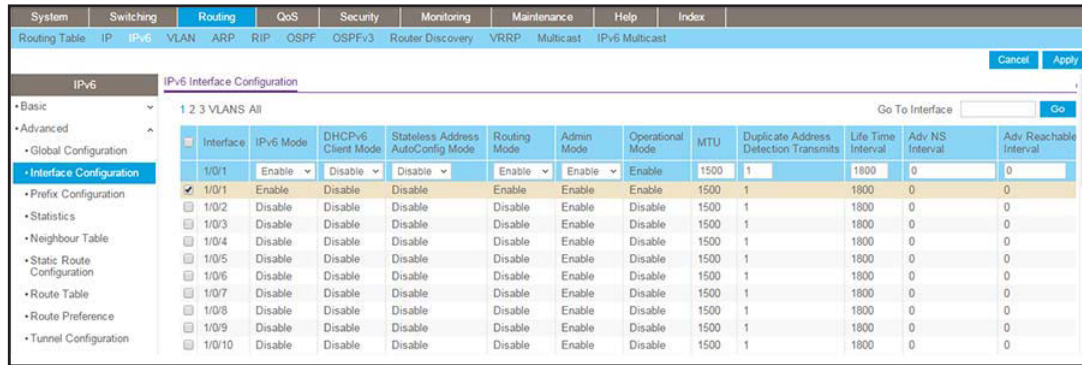 System Switching Routing QoS Security Monitoring Maintenance Help Index
Routing Table IP IPv6 VLAN ARP RIP OSPF OSPFv3 Router Discovery VRRP Multicast IPv6 Multicast
Cancel Apply
IPv6
• Basic
• Advanced
• Global Configuration
• Interface Configuration
• Prefix Configuration
• Statistics
• Neighbour Table
• Static Route
Configuration
• Route Table
• Route Preference
• Tunnel Configuration
IPv6 Interface Configuration
1 2 3 VLANS All Go To Interface Go
Interface IPv6 Mode DHCPv6 Client Mode Stateless Address AutoConfig Mode Routing Mode Admin Mode Operational Mode MTU Duplicate Address Detection Transmits Life Time Interval Adv NS Interval Adv Reachable Interval
1/0/1 Enable Disable Disable Enable Enable Enable 1500 1 1800 0 0
1/0/1 Enable Disable Disable Enable Enable Enable 1500 1 1800 0 0
1/0/2 Disable Disable Disable Disable Enable Disable 1500 1 1800 0 0
1/0/3 Disable Disable Disable Disable Enable Disable 1500 1 1800 0 0
1/0/4 Disable Disable Disable Disable Enable Disable 1500 1 1800 0 0
1/0/5 Disable Disable Disable Disable Enable Disable 1500 1 1800 0 0
1/0/6 Disable Disable Disable Disable Enable Disable 1500 1 1800 0 0
1/0/7 Disable Disable Disable Disable Enable Disable 1500 1 1800 0 0
1/0/8 Disable Disable Disable Disable Enable Disable 1500 1 1800 0 0
1/0/9 Disable Disable Disable Disable Enable Disable 1500 1 1800 0 0
1/0/10 Disable Disable Disable Disable Enable Disable 1500 1 1800 0 0